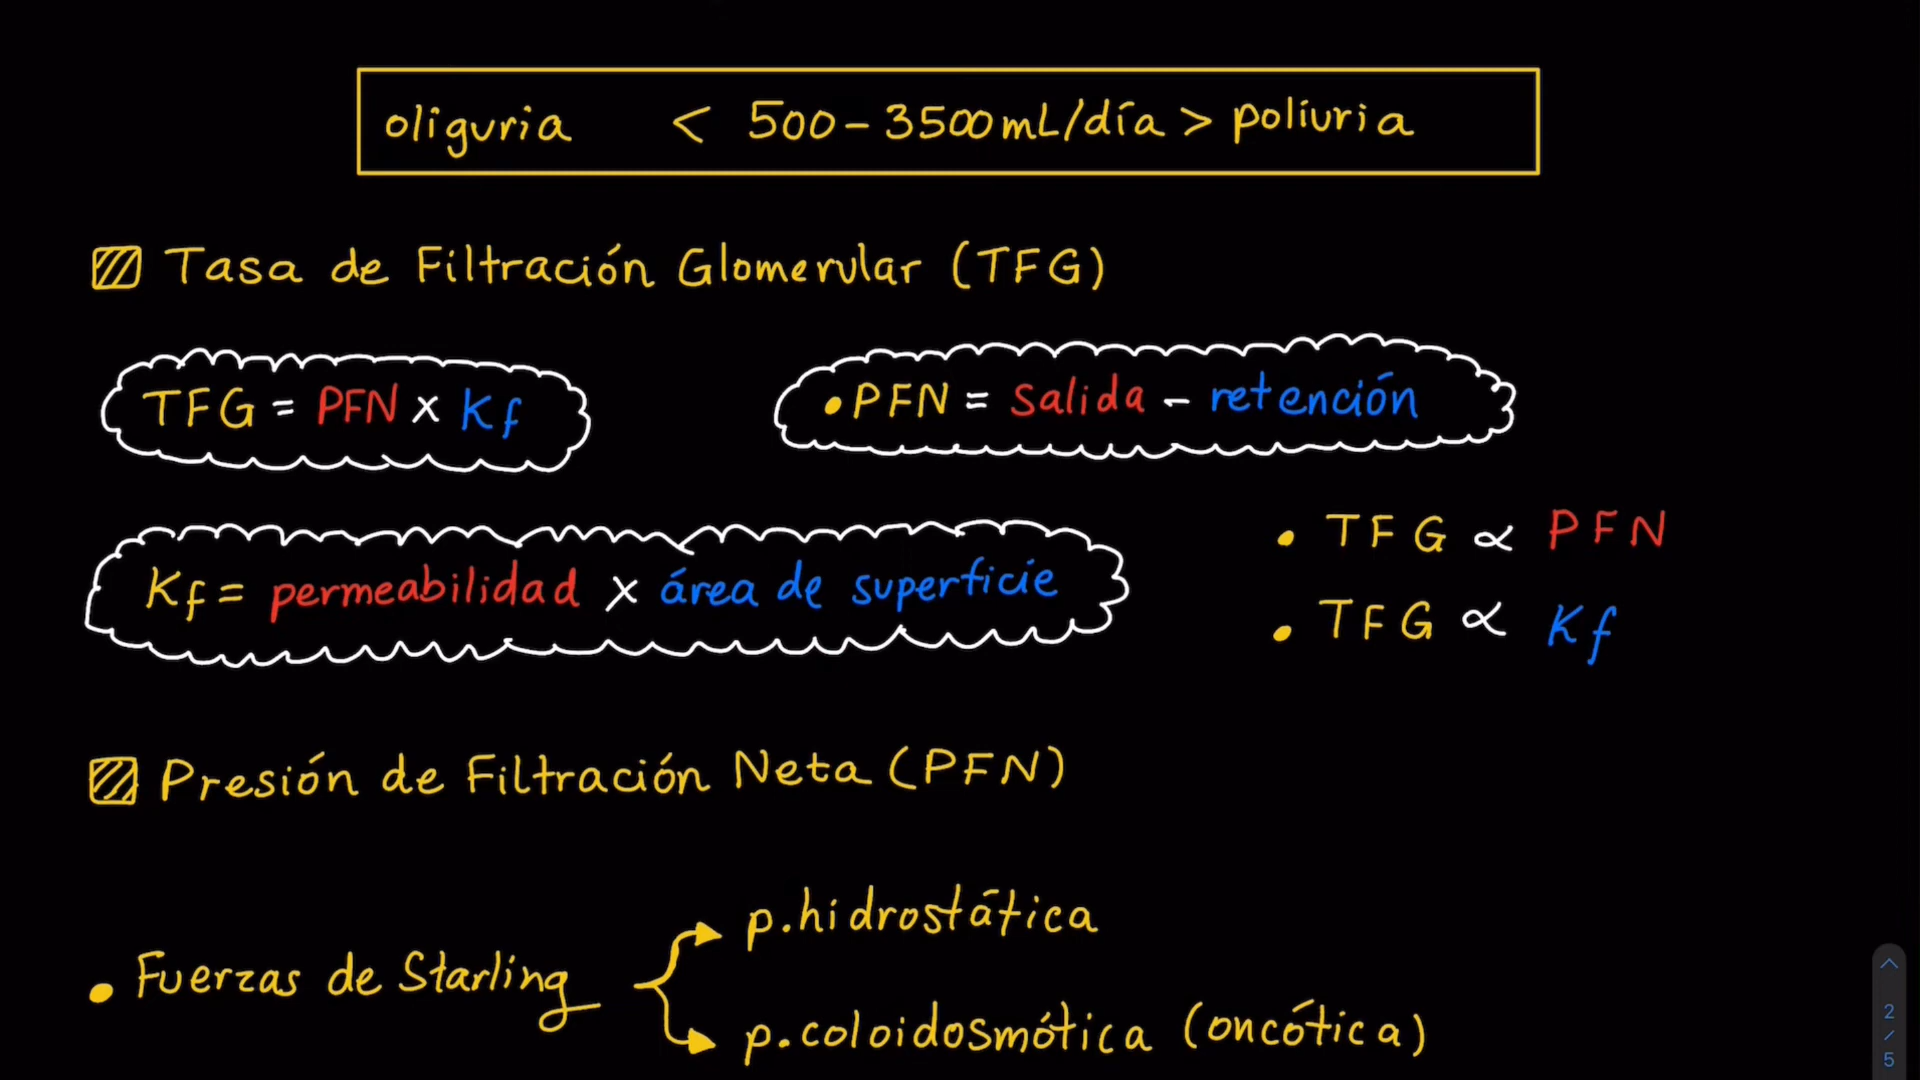 oliguria < 500-3500mL/día > poliuria
Tasa de Filtración Glomerular (TFG)
TFG = PFN x Kf
• PFN = Salida - retención
Kf = permeabilidad x área de superficie
• TFG ∝ PFN
• TFG ∝ Kf
Presión de Filtración Neta (PFN)
• Fuerzas de Starling
p.hidrostática
p.coloidosmótica (oncótica)
2
/
5